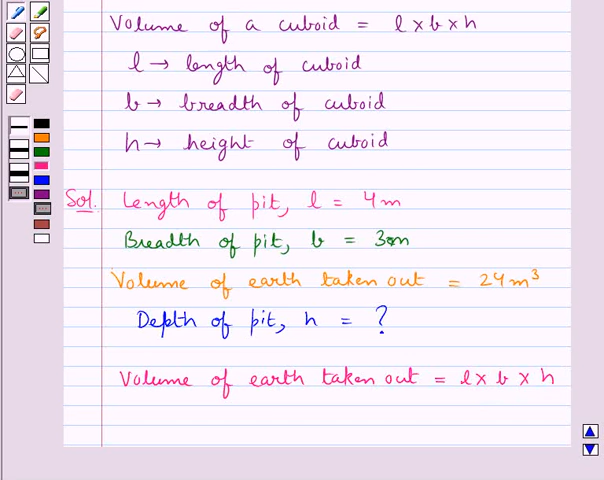 Volume of a cuboid = l × b × h
l → length of cuboid
b → breadth of cuboid
h → height of cuboid
Sol. Length of pit, l = 4m
Breadth of pit, b = 3m
Volume of earth taken out = 24m³
Depth of pit, h = ?
Volume of earth taken out = l × b × h